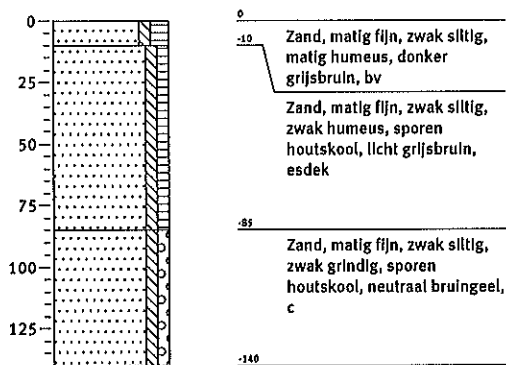 0
25
50
75
100
125
0
Zand, matig fijn, zwak siltig,
matig humeus, donker
grijsbruin, bv
-10
Zand, matig fijn, zwak siltig,
zwak humeus, sporen
houtskool, licht grijsbruin,
esdek
-85
Zand, matig fijn, zwak siltig,
zwak grindig, sporen
houtskool, neutraal bruingeel,
c
-140